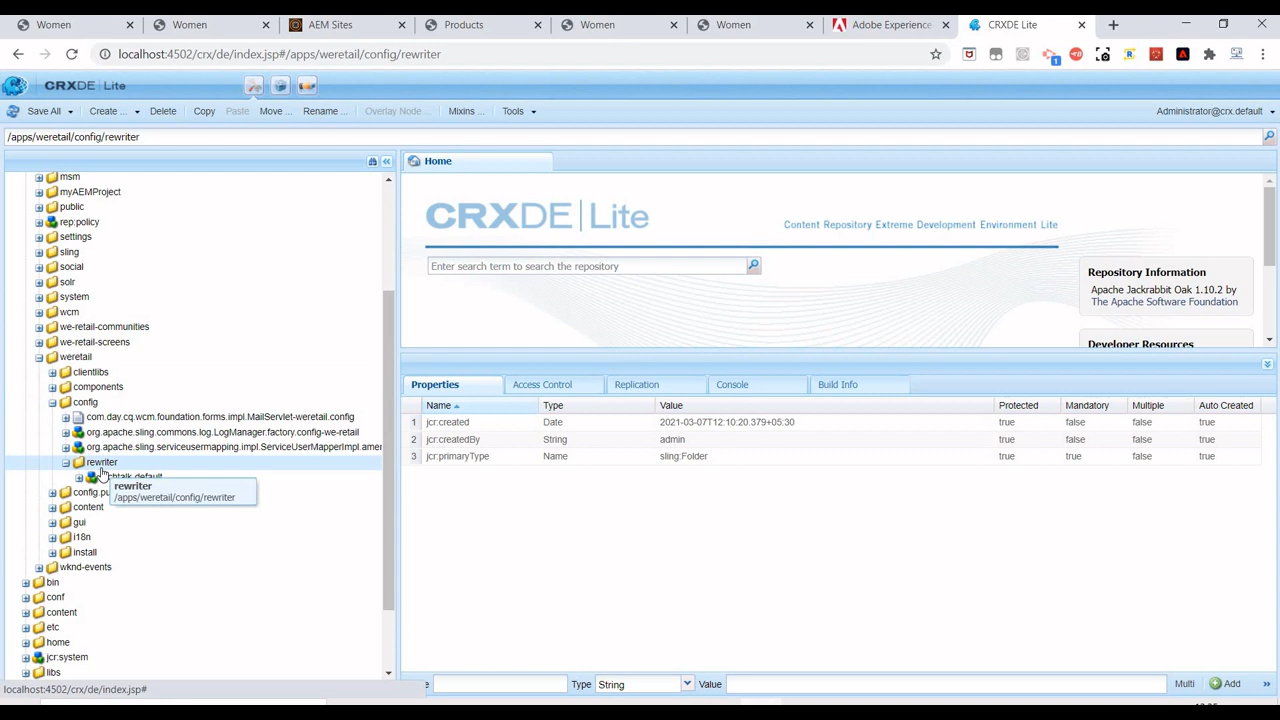 Women
Women
AEM Sites
Products
Women
Women
Adobe Experience
CRXDE Lite
localhost:4502/crx/de/index.jsp#/apps/weretail/config/rewriter
1
CRXDE | Lite
Save All
Create ...
Delete
Copy
Paste
Move ...
Rename ...
Overlay Node ...
Mixins ...
Tools
Administrator@crx.default
/apps/weretail/config/rewriter
msm
myAEMProject
public
rep:policy
settings
sling
social
solr
system
wcm
we-retail-communities
we-retail-screens
weretail
clientlibs
components
config
com.day.cq.wcm.foundation.forms.impl.MailServlet-weretail.config
org.apache.sling.commons.log.LogManager.factory.config-we-retail
org.apache.sling.serviceusermapping.impl.ServiceUserMapperImpl.amen
rewriter
rewriter
/apps/weretail/config/rewriter
content
gui
i18n
install
wknd-events
bin
conf
content
etc
home
jcr:system
libs
localhost:4502/crx/de/index.jsp#
Home
CRXDE | Lite
Content Repository Extreme Development Environment Lite
Enter search term to search the repository
Repository Information
Apache Jackrabbit Oak 1.10.2 by
The Apache Software Foundation
Developer Resources
Properties
Access Control
Replication
Console
Build Info
Name Type Value Protected Mandatory Multiple Auto Created
1 jcr:created Date 2021-03-07T12:10:20.379+05:30 true false false true
2 jcr:createdBy String admin true false false true
3 jcr:primaryType Name sling:Folder true true false true
Type String Value Multi Add